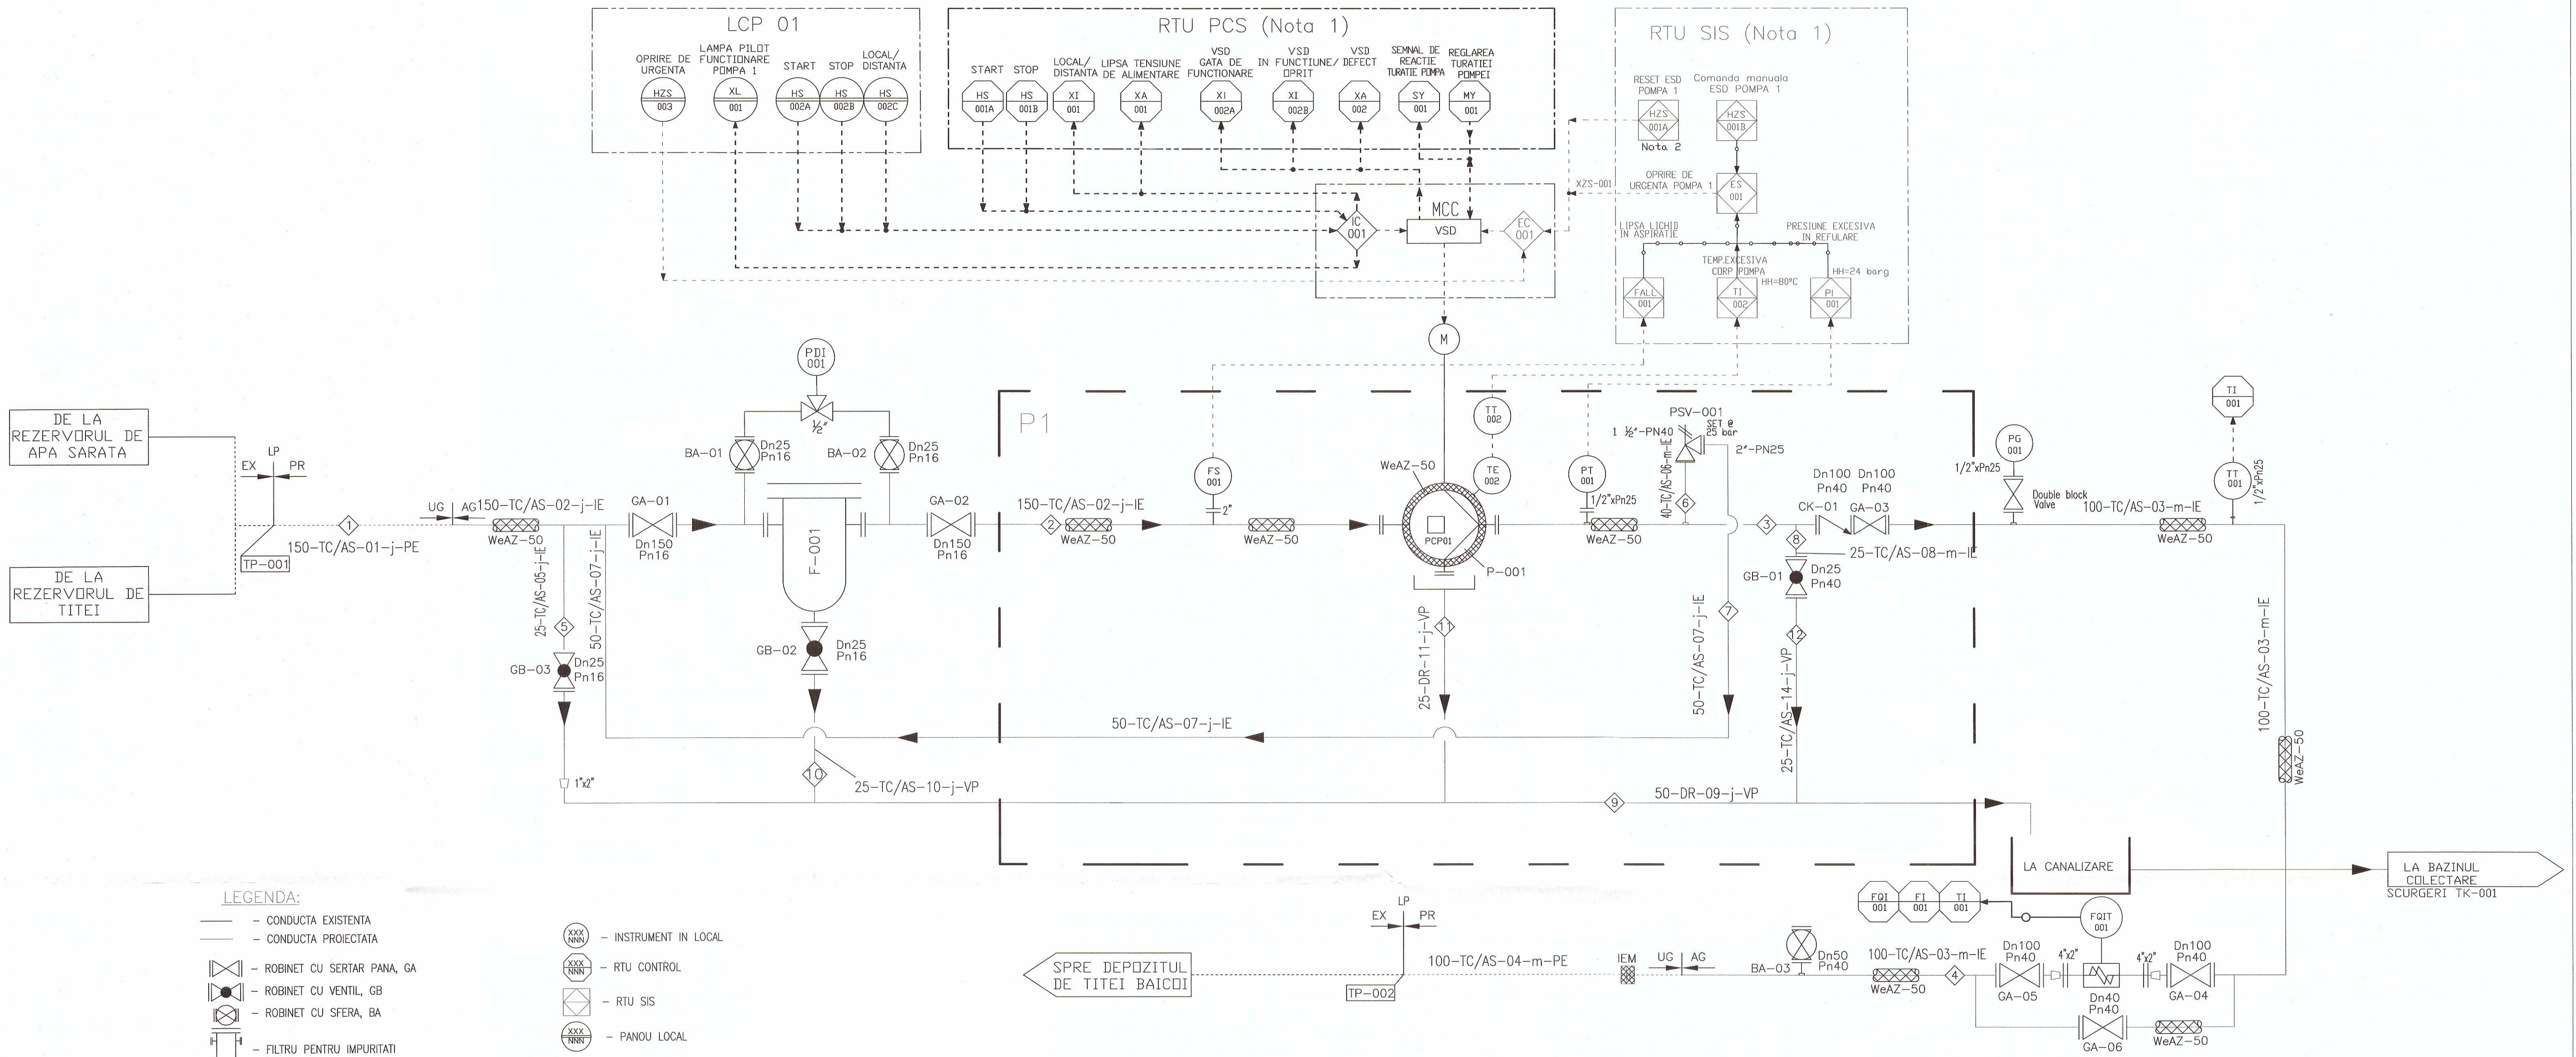 LCP 01
OPRIRE DE
URGENTA
LAMPA PILOT
FUNCTIONARE
POMPA 1
START
STOP
LOCAL/
DISTANTA
HZS
003
XL
001
HS
002A
HS
002B
HS
002C
RTU PCS (Nota 1)
START
STOP
LOCAL/
DISTANTA
LIPSA TENSIUNE
DE ALIMENTARE
VSD
GATA DE
FUNCTIONARE
VSD
IN FUNCTIUNE/
OPRIT
VSD
DEFECT
SEMNAL DE
REACTIE
TURATIE POMPA
REGLAREA
TURATIEI
POMPEI
HS
001A
HS
001B
XI
001
XA
001
XI
002A
XI
002B
XA
002
SY
001
MY
001
RTU SIS (Nota 1)
RESET ESD
POMPA 1
Comanda manuala
ESD POMPA 1
HZS
001A
Nota 2
HZS
001B
OPRIRE DE
URGENTA POMPA 1
ES
001
XZS-001
LIPSA LICHID
IN ASPIRATIE
PRESIUNE EXCESIVA
IN REFULARE
TEMP.EXCESIVA
CORP POMPA
HH=80°C
HH=24 barg
FALL
001
TI
002
PI
001
MCC
IC
001
VSD
EC
001
M
DE LA
REZERVORUL DE
APA SARATA
DE LA
REZERVORUL DE
TITEI
LP
EX
PR
TP-001
1
150-TC/AS-01-j-PE
UG
AG
150-TC/AS-02-j-IE
WeAZ-50
25-TC/AS-05-j-IE
5
GB-03
Dn25
Pn16
1"x2"
50-TC/AS-07-j-IE
GA-01
Dn150
Pn16
PDI
001
1/2"
BA-01
Dn25
Pn16
BA-02
Dn25
Pn16
F-001
GB-02
Dn25
Pn16
10
25-TC/AS-10-j-VP
GA-02
Dn150
Pn16
P1
150-TC/AS-02-j-IE
2
WeAZ-50
FS
001
2"
WeAZ-50
WeAZ-50
TT
002
TE
002
PCP01
P-001
11
25-DR-11-j-VP
PT
001
1/2"xPn25
WeAZ-50
PSV-001
SET @
25 bar
1 1/2"-PN40
2"-PN25
40-TC/AS-06-m-IE
6
7
50-TC/AS-07-j-IE
50-TC/AS-07-j-IE
3
8
25-TC/AS-08-m-IE
GB-01
Dn25
Pn40
12
25-TC/AS-14-j-VP
Dn100
Pn40
Dn100
Pn40
CK-01
GA-03
9
50-DR-09-j-VP
PG
001
1/2"xPn25
Double block
Valve
100-TC/AS-03-m-IE
WeAZ-50
TI
001
TT
001
1/2"xPn25
100-TC/AS-03-m-IE
WeAZ-50
LA CANALIZARE
LA BAZINUL
COLECTARE
SCURGERI TK-001
SPRE DEPOZITUL
DE TITEI BAICOI
LP
EX
PR
TP-002
100-TC/AS-04-m-PE
IEM
UG
AG
BA-03
Dn50
Pn40
100-TC/AS-03-m-IE
WeAZ-50
4
FQI
001
FI
001
TI
001
FQIT
001
Dn100
Pn40
GA-05
4"x2"
Dn40
Pn40
4"x2"
Dn100
Pn40
GA-04
GA-06
WeAZ-50
LEGENDA:
- CONDUCTA EXISTENTA
- CONDUCTA PROIECTATA
- ROBINET CU SERTAR PANA, GA
- ROBINET CU VENTIL, GB
- ROBINET CU SFERA, BA
- FILTRU PENTRU IMPURITATI
XXX
NNN
- INSTRUMENT IN LOCAL
XXX
NNN
- RTU CONTROL
- RTU SIS
XXX
NNN
- PANOU LOCAL